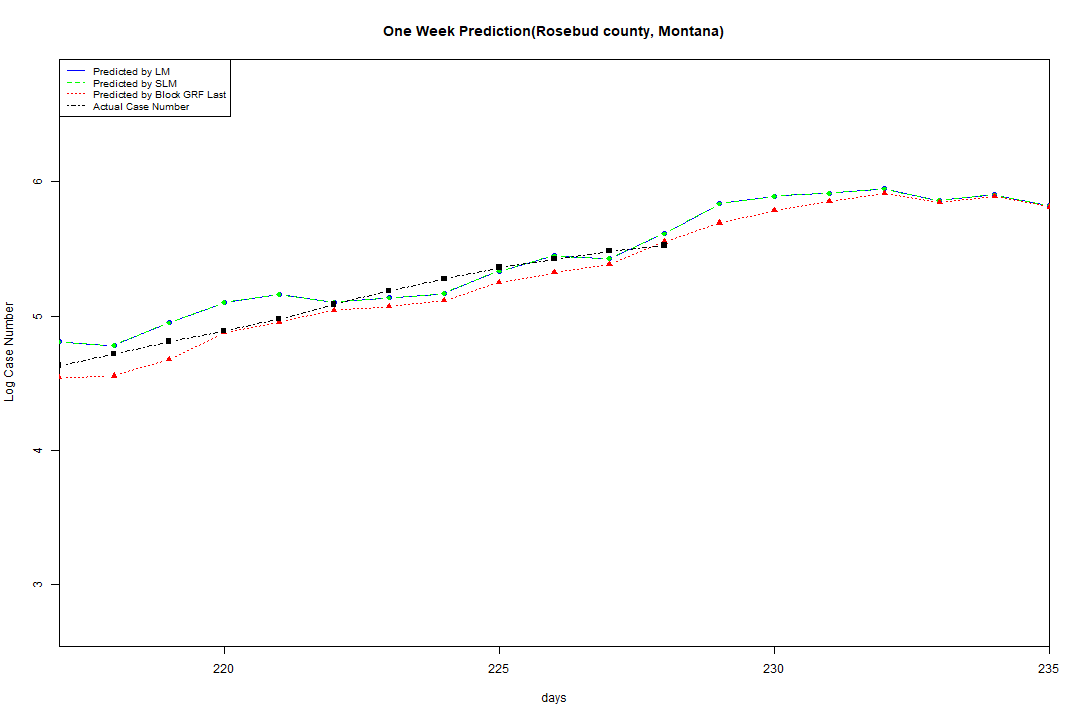 One Week Prediction(Rosebud county, Montana)
Predicted by LM
Predicted by SLM
Predicted by Block GRF Last
Actual Case Number
6
5
4
3
Log Case Number
220
225
230
235
days